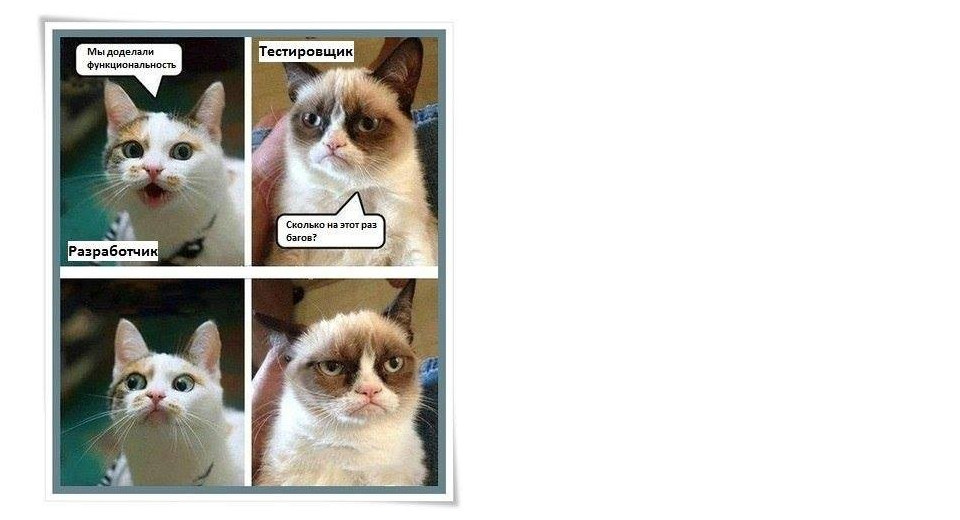 Мы доделали
функциональность
Тестировщик
Сколько на этот раз
багов?
Разработчик